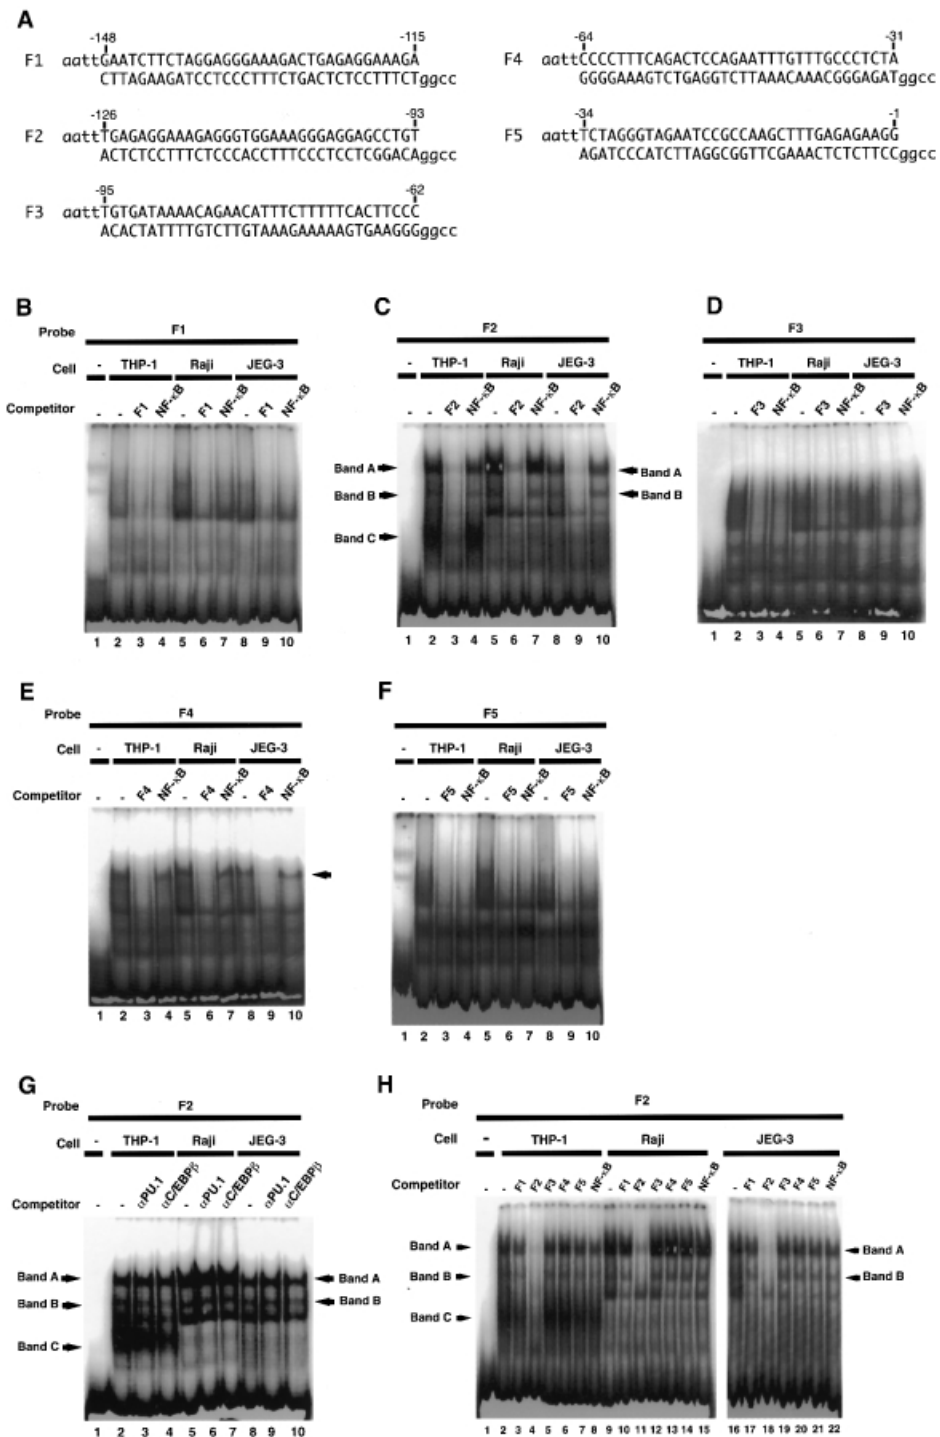 A
-148 -115
F1 aattGAATCTTCTAGGAGGGAAAGACTGAGAGGAAAGA
CTTAGAAGATCCTCCCTTTCTGACTCTCCTTTCTggcc
-126 -93
F2 aattTGAGAGGAAAGAGGGTGGAAAGGGAGGAGCCTGT
ACTCTCCTTTCTCCCACCTTTCCCTCCTCGGACAggcc
-95 -62
F3 aattTGTGATAAAACAGAACATTTCTTTTTCACTTCCC
ACACTATTTTGTCTTGTAAAGAAAAAGTGAAGGGggcc
-64 -31
F4 aattCCCCTTTCAGACTCCAGAATTTGTTTGCCCTCTA
GGGGAAAGTCTGAGGTCTTAAACAAACGGGAGATggcc
-34 -1
F5 aattTCTAGGGTAGAATCCGCCAAGCTTTGAGAGAAGG
AGATCCCATCTTAGGCGGTTCGAAACTCTCTTCCggcc
B
Probe F1
Cell - THP-1 Raji JEG-3
Competitor - - F1 NF-κB - F1 NF-κB - F1 NF-κB
1 2 3 4 5 6 7 8 9 10
C
F2
- THP-1 Raji JEG-3
- - F2 NF-κB - F2 NF-κB - F2 NF-κB
Band A Band A
Band B Band B
Band C
1 2 3 4 5 6 7 8 9 10
D
F3
- THP-1 Raji JEG-3
- - F3 NF-κB - F3 NF-κB - F3 NF-κB
1 2 3 4 5 6 7 8 9 10
E
Probe F4
Cell - THP-1 Raji JEG-3
Competitor - - F4 NF-κB - F4 NF-κB - F4 NF-κB
1 2 3 4 5 6 7 8 9 10
F
F5
- THP-1 Raji JEG-3
- - F5 NF-κB - F5 NF-κB - F5 NF-κB
1 2 3 4 5 6 7 8 9 10
G
Probe F2
Cell - THP-1 Raji JEG-3
Competitor - - αPU.1 αC/EBPβ - αPU.1 αC/EBPβ - αPU.1 αC/EBPβ
Band A Band A
Band B Band B
Band C
1 2 3 4 5 6 7 8 9 10
H
Probe F2
Cell - THP-1 Raji JEG-3
Competitor - - F1 F2 F3 F4 F5 NF-κB - F1 F2 F3 F4 F5 NF-κB - F1 F2 F3 F4 F5 NF-κB
Band A Band A
Band B Band B
Band C
1 2 3 4 5 6 7 8 9 10 11 12 13 14 15 16 17 18 19 20 21 22